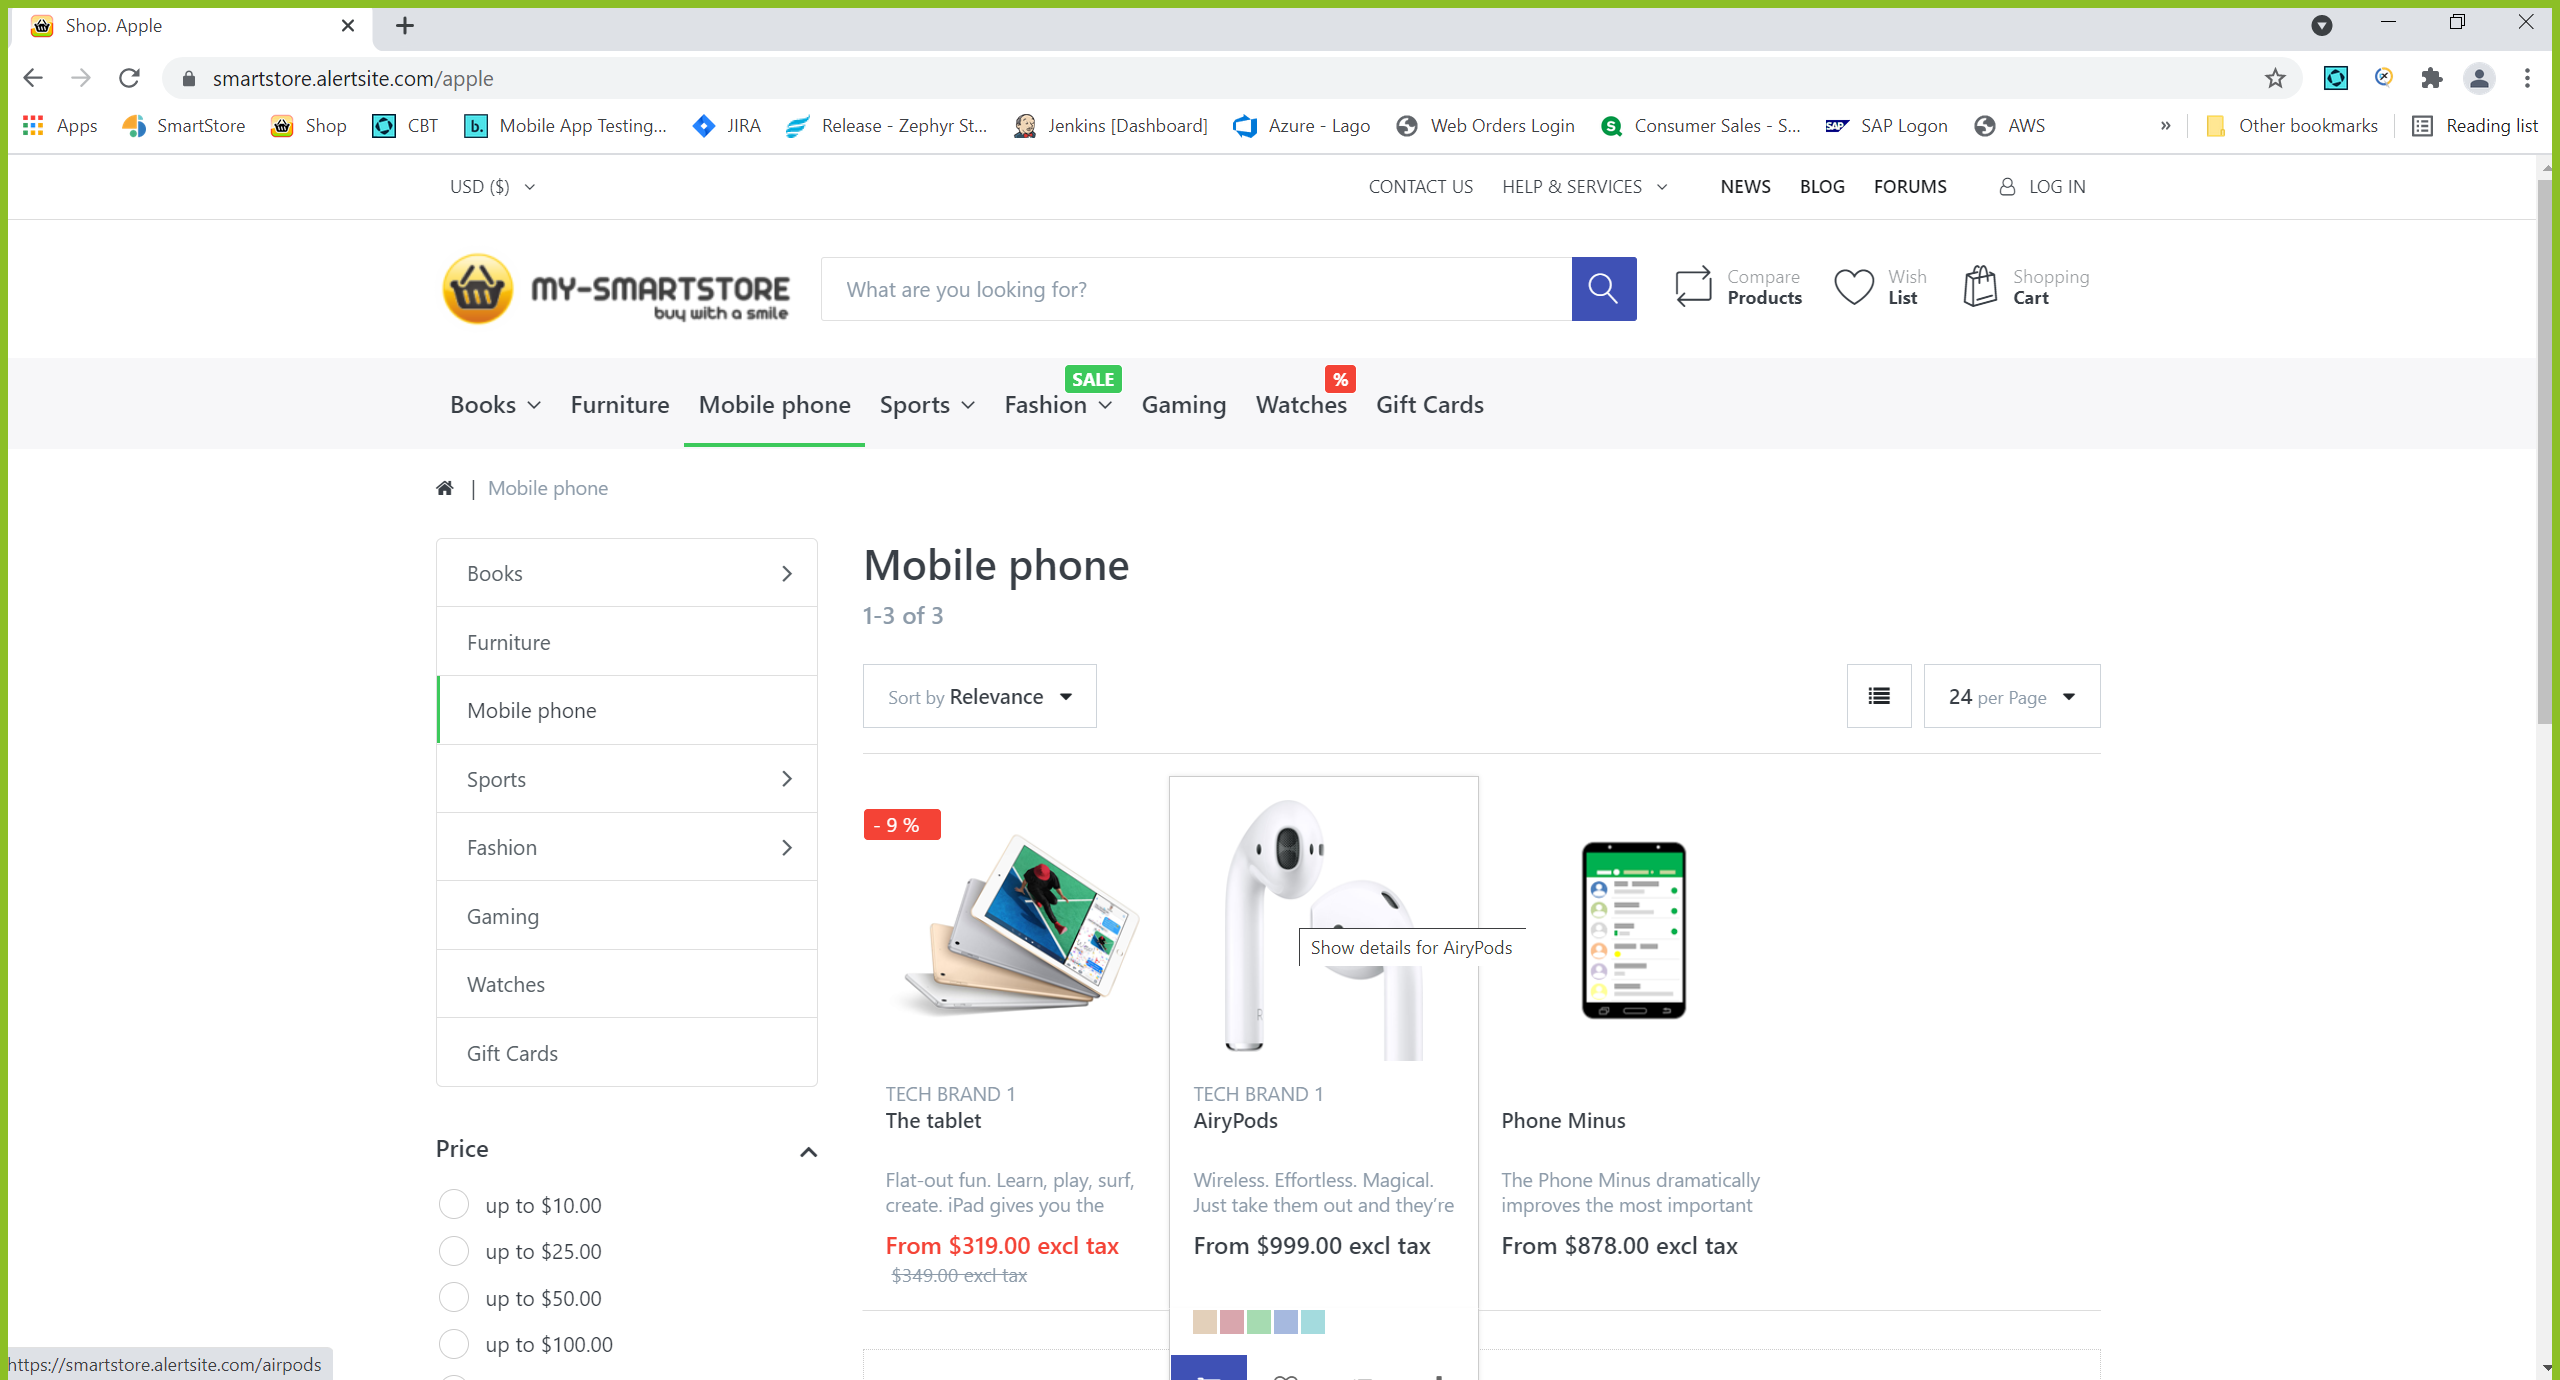 Shop. Apple
smartstore.alertsite.com/apple
Apps SmartStore Shop CBT b. Mobile App Testing... JIRA Release - Zephyr St... Jenkins [Dashboard] Azure - Lago Web Orders Login S Consumer Sales - S... SAP SAP Logon AWS » Other bookmarks Reading list
USD ($) CONTACT US HELP & SERVICES NEWS BLOG FORUMS LOG IN
MY-SMARTSTORE
buy with a smile
What are you looking for?
Compare
Products
Wish
List
Shopping
Cart
SALE %
Books Furniture Mobile phone Sports Fashion Gaming Watches Gift Cards
| Mobile phone
Books
Furniture
Mobile phone
Sports
Fashion
Gaming
Watches
Gift Cards
Mobile phone
1-3 of 3
Sort by Relevance
24 per Page
- 9 %
R
Show details for AiryPods
TECH BRAND 1
The tablet
Flat-out fun. Learn, play, surf,
create. iPad gives you the
From $319.00 excl tax
$349.00 excl tax
TECH BRAND 1
AiryPods
Wireless. Effortless. Magical.
Just take them out and they’re
From $999.00 excl tax
Phone Minus
The Phone Minus dramatically
improves the most important
From $878.00 excl tax
Price
up to $10.00
up to $25.00
up to $50.00
up to $100.00
https://smartstore.alertsite.com/airpods